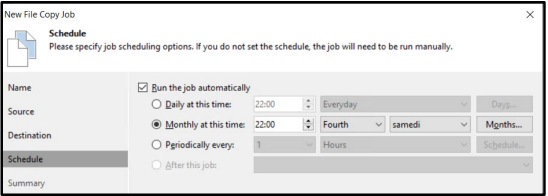 New File Copy Job
Schedule
Please specify job scheduling options. If you do not set the schedule, the job will need to be run manually.
Name
Source
Destination
Schedule
Summary
Run the job automatically
Daily at this time: 22:00 Everyday Days...
Monthly at this time: 22:00 Fourth samedi Months...
Periodically every: 1 Hours Schedule...
After this job: